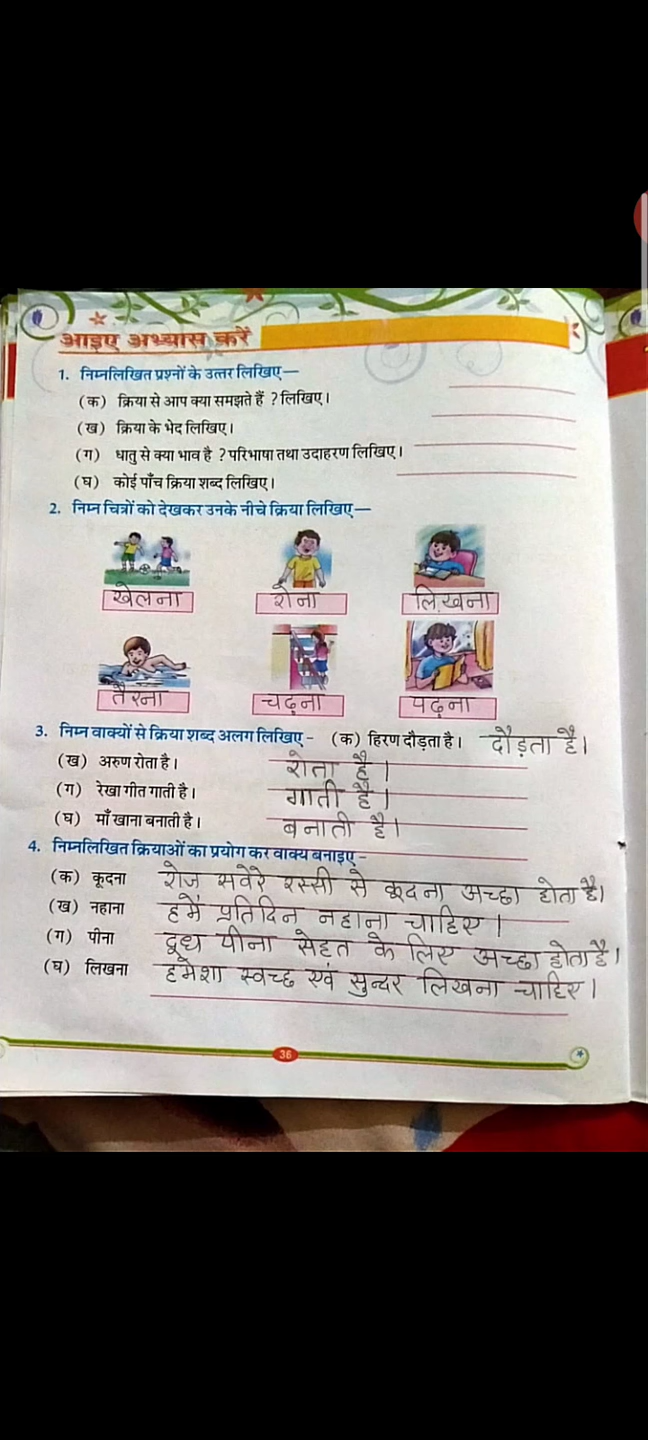 आइए अभ्यास करें
1. निम्नलिखित प्रश्नों के उत्तर लिखिए—
(क) क्रिया से आप क्या समझते हैं ? लिखिए।
(ख) क्रिया के भेद लिखिए।
(ग) धातु से क्या भाव है ? परिभाषा तथा उदाहरण लिखिए।
(घ) कोई पाँच क्रिया शब्द लिखिए।
2. निम्न चित्रों को देखकर उनके नीचे क्रिया लिखिए—
खेलना रोना लिखना
तैरना चढ़ना पढ़ना
3. निम्न वाक्यों से क्रिया शब्द अलग लिखिए - (क) हिरण दौड़ता है। दौड़ता है।
(ख) अरुण रोता है। रोता है।
(ग) रेखा गीत गाती है। गाती है।
(घ) माँ खाना बनाती है। बनाती है।
4. निम्नलिखित क्रियाओं का प्रयोग कर वाक्य बनाइए -
(क) कूदना रोज सवेरे रस्सी से कूदना अच्छा होता है।
(ख) नहाना हमें प्रतिदिन नहाना चाहिए।
(ग) पीना दूध पीना सेहत के लिए अच्छा होता है।
(घ) लिखना हमेशा स्वच्छ एवं सुन्दर लिखना चाहिए।
36